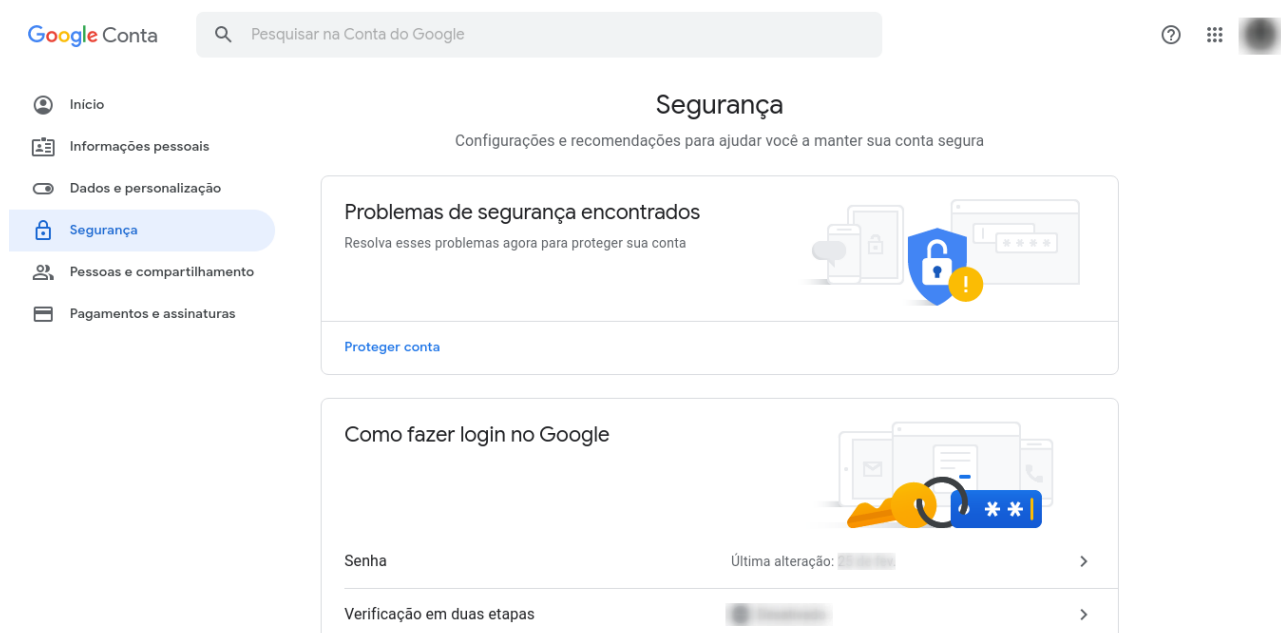 Google Conta
Pesquisar na Conta do Google
Início
Informações pessoais
Dados e personalização
Segurança
Pessoas e compartilhamento
Pagamentos e assinaturas
Segurança
Configurações e recomendações para ajudar você a manter sua conta segura
Problemas de segurança encontrados
Resolva esses problemas agora para proteger sua conta
Proteger conta
Como fazer login no Google
Senha
Última alteração:
Verificação em duas etapas